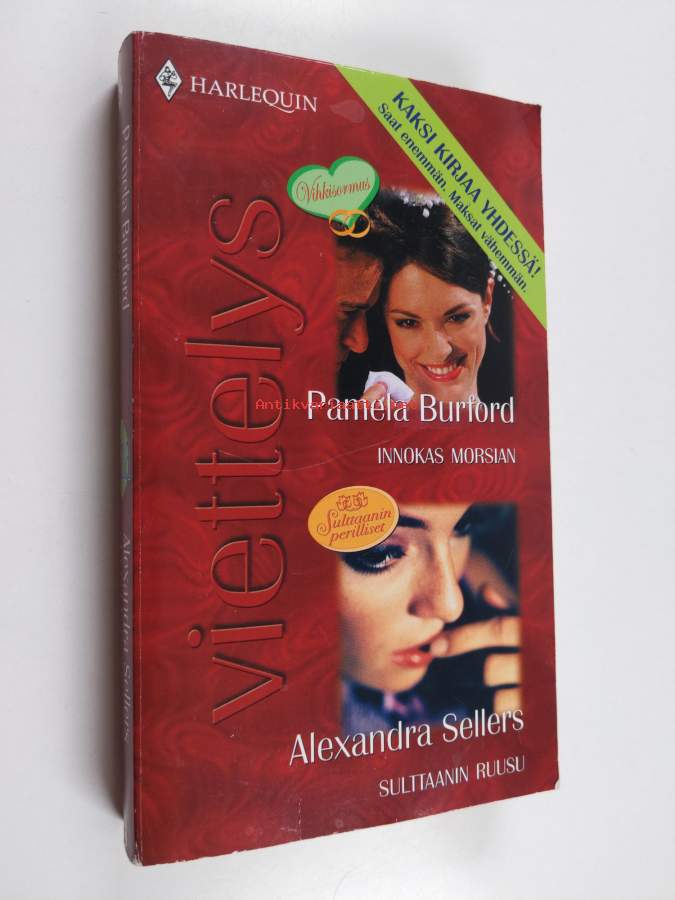 HARLEQUIN
KAKSI KIRJAA YHDESSÄ!
Saat enemmän. Maksat vähemmän.
viettelys
Vihkisormus
Pamela Burford
INNOKAS MORSIAN
Sulttaanin
perilliset
Alexandra Sellers
SULTTAANIN RUUSU
Pamela Burford
Alexandra Sellers